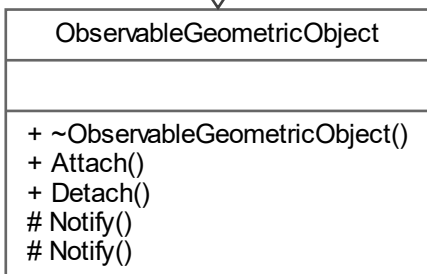 ObservableGeometricObject
+ ~ObservableGeometricObject()
+ Attach()
+ Detach()
# Notify()
# Notify()